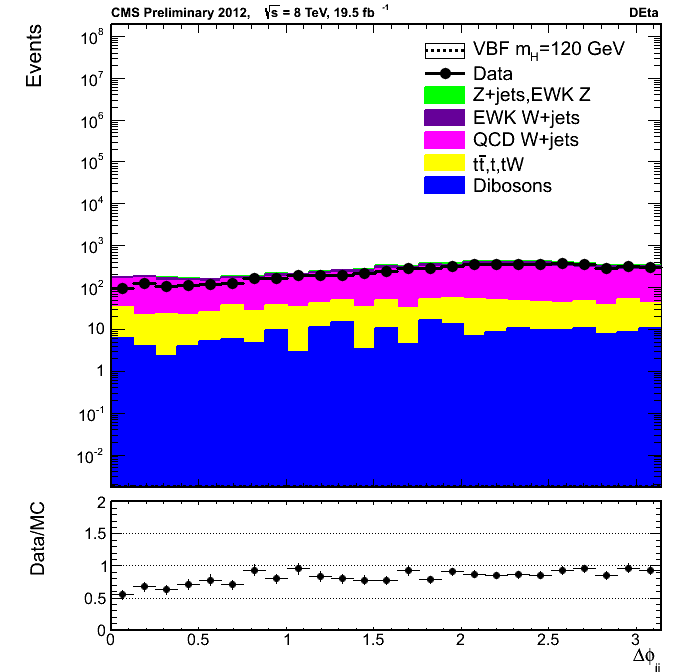 CMS Preliminary 2012, √s = 8 TeV, 19.5 fb⁻¹ DEta
Events
10⁸
10⁷
10⁶
10⁵
10⁴
10³
10²
10
1
10⁻¹
10⁻²
VBF m_H=120 GeV
Data
Z+jets,EWK Z
EWK W+jets
QCD W+jets
tt̅,t,tW
Dibosons
Data/MC
2
1.5
1
0.5
0
0 0.5 1 1.5 2 2.5 3
Δϕ_jj